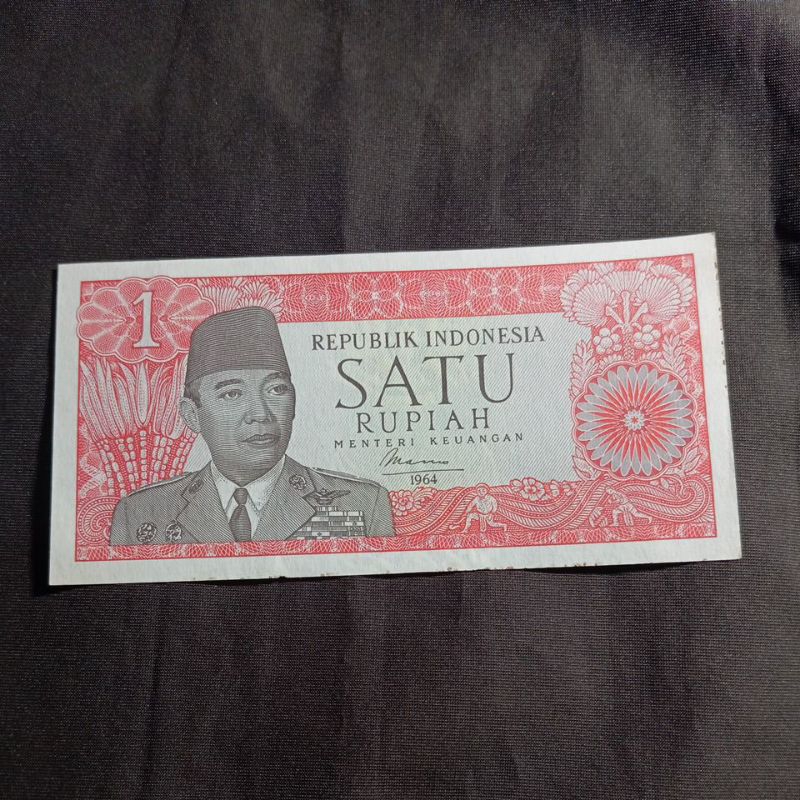 1
REPUBLIK INDONESIA
SATU
RUPIAH
MENTERI KEUANGAN
1964